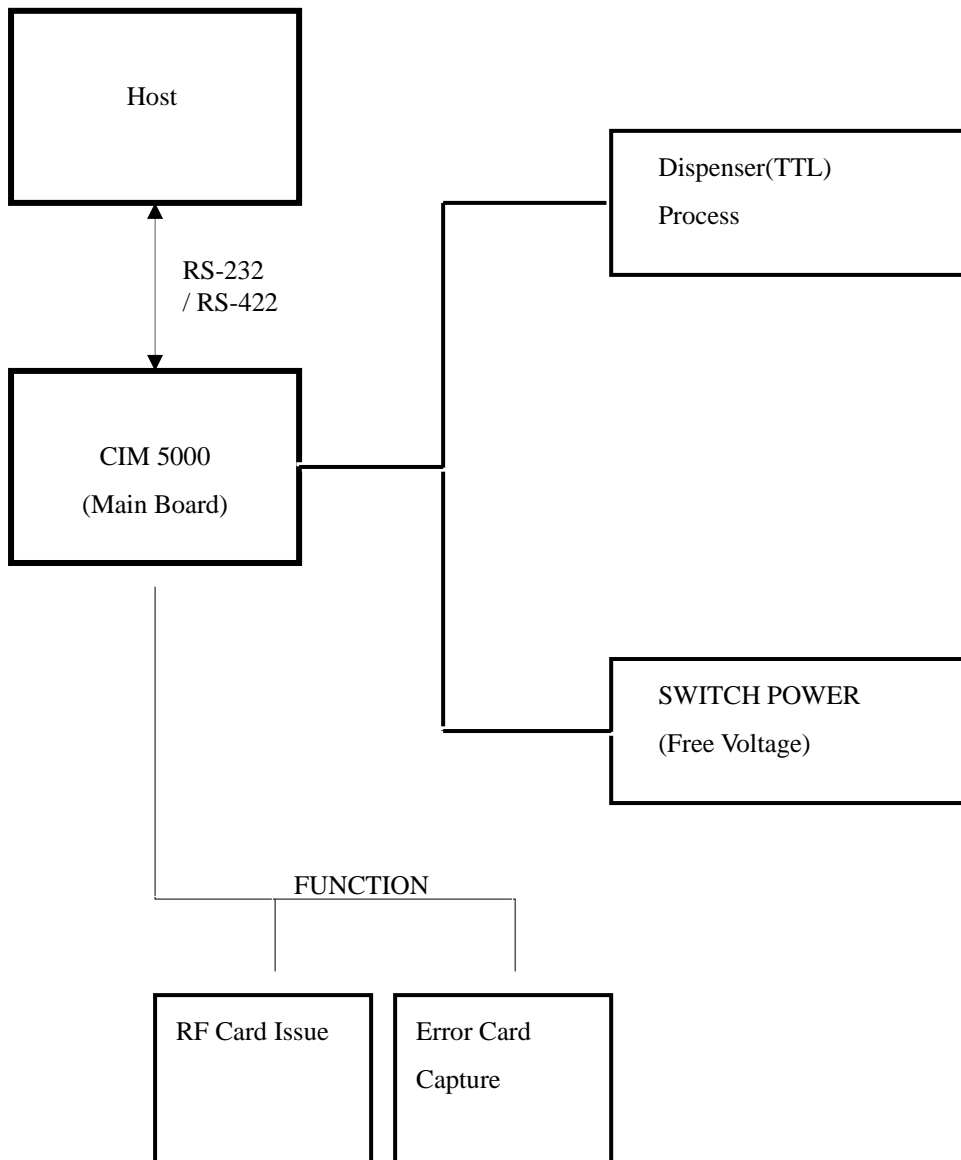 Host
Dispenser(TTL)
Process
RS-232
/ RS-422
CIM 5000
(Main Board)
SWITCH POWER
(Free Voltage)
FUNCTION
RF Card Issue
Error Card
Capture